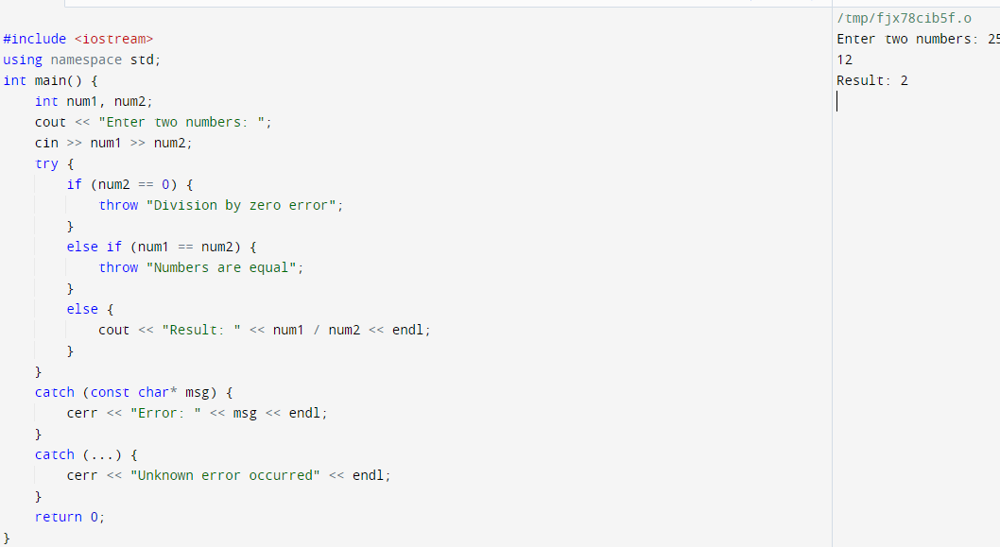 #include <iostream>
using namespace std;
int main() {
    int num1, num2;
    cout << "Enter two numbers: ";
    cin >> num1 >> num2;
    try {
        if (num2 == 0) {
            throw "Division by zero error";
        }
        else if (num1 == num2) {
            throw "Numbers are equal";
        }
        else {
            cout << "Result: " << num1 / num2 << endl;
        }
    }
    catch (const char* msg) {
        cerr << "Error: " << msg << endl;
    }
    catch (...) {
        cerr << "Unknown error occurred" << endl;
    }
    return 0;
}
/tmp/fjx78cib5f.o
Enter two numbers: 25
12
Result: 2